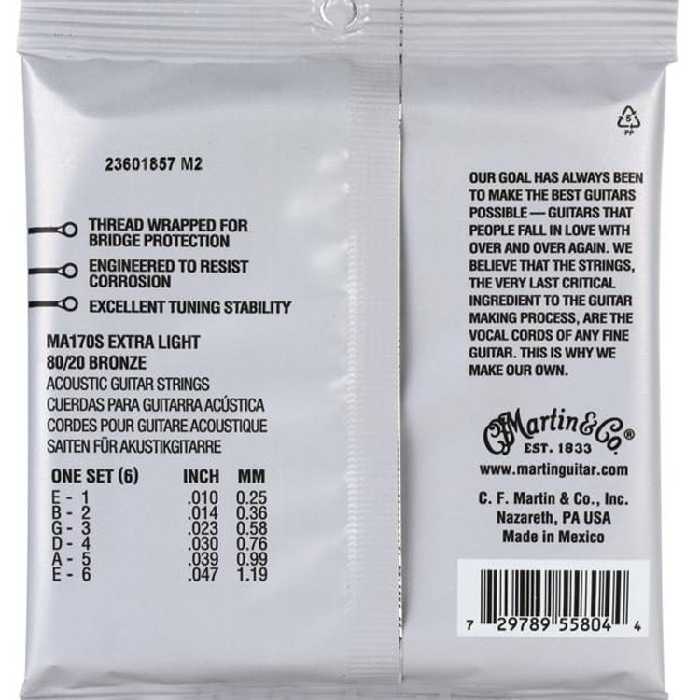 23601857 M2
THREAD WRAPPED FOR
BRIDGE PROTECTION
ENGINEERED TO RESIST
CORROSION
EXCELLENT TUNING STABILITY
MA170S EXTRA LIGHT
80/20 BRONZE
ACOUSTIC GUITAR STRINGS
CUERDAS PARA GUITARRA ACÚSTICA
CORDES POUR GUITARE ACOUSTIQUE
SAITEN FÜR AKUSTIKGITARRE
ONE SET (6) INCH MM
E - 1 .010 0.25
B - 2 .014 0.36
G - 3 .023 0.58
D - 4 .030 0.76
A - 5 .039 0.99
E - 6 .047 1.19
5
PP
OUR GOAL HAS ALWAYS BEEN
TO MAKE THE BEST GUITARS
POSSIBLE — GUITARS THAT
PEOPLE FALL IN LOVE WITH
OVER AND OVER AGAIN. WE
BELIEVE THAT THE STRINGS,
THE VERY LAST CRITICAL
INGREDIENT TO THE GUITAR
MAKING PROCESS, ARE THE
VOCAL CORDS OF ANY FINE
GUITAR. THIS IS WHY WE
MAKE OUR OWN.
CF Martin & Co.®
EST. 1833
www.martinguitar.com
C. F. Martin & Co., Inc.
Nazareth, PA USA
Made in Mexico
7 29789 55804 4